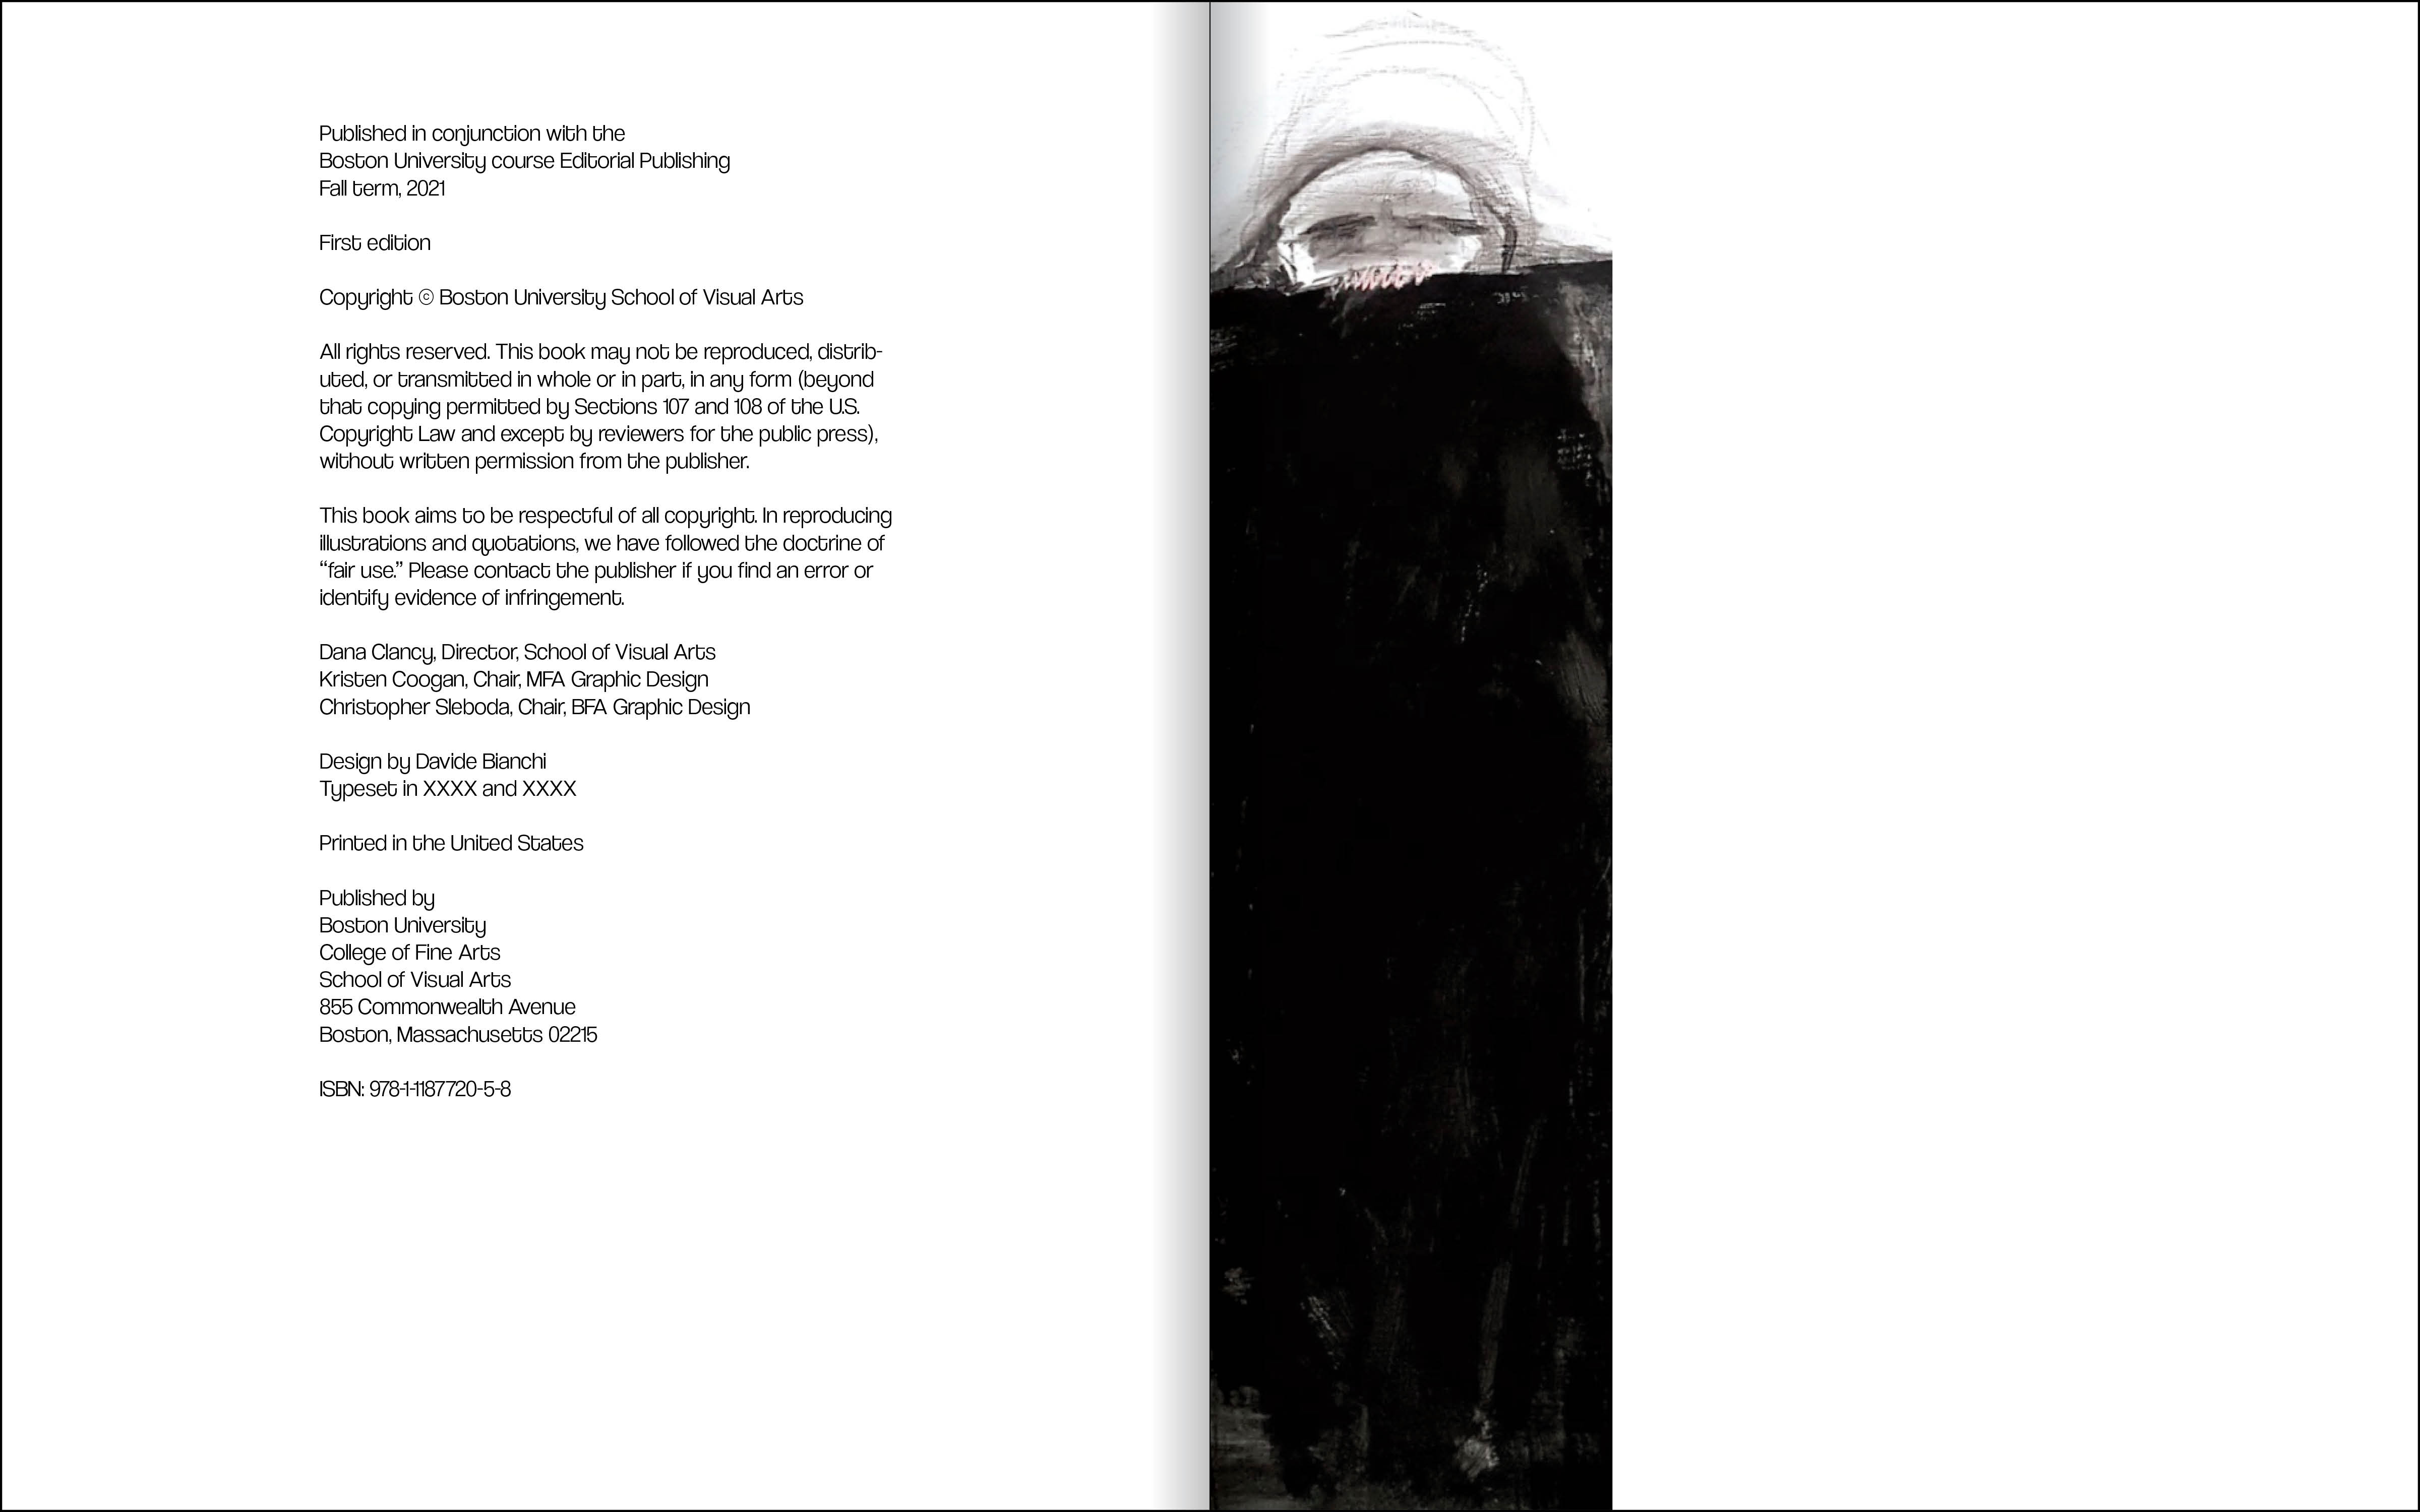 Published in conjunction with the
Boston University course Editorial Publishing
Fall term, 2021
First edition
Copyright © Boston University School of Visual Arts
All rights reserved. This book may not be reproduced, distrib-
uted, or transmitted in whole or in part, in any form (beyond
that copying permitted by Sections 107 and 108 of the U.S.
Copyright Law and except by reviewers for the public press),
without written permission from the publisher.
This book aims to be respectful of all copyright. In reproducing
illustrations and quotations, we have followed the doctrine of
“fair use.” Please contact the publisher if you find an error or
identify evidence of infringement.
Dana Clancy, Director, School of Visual Arts
Kristen Coogan, Chair, MFA Graphic Design
Christopher Sleboda, Chair, BFA Graphic Design
Design by Davide Bianchi
Typeset in XXXX and XXXX
Printed in the United States
Published by
Boston University
College of Fine Arts
School of Visual Arts
855 Commonwealth Avenue
Boston, Massachusetts 02215
ISBN: 978-1-1187720-5-8